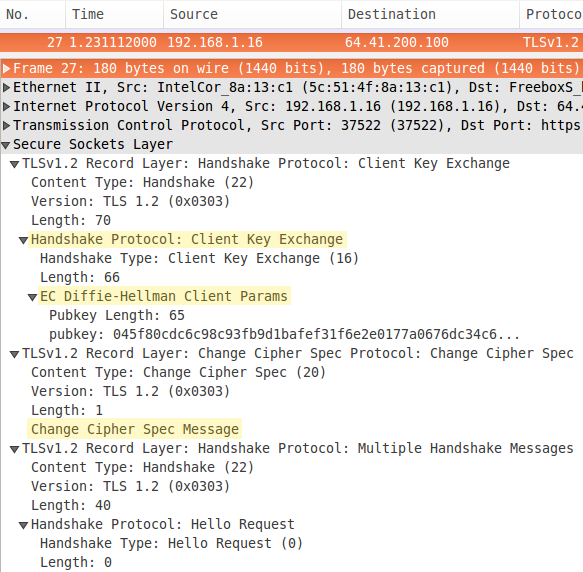 No. Time Source Destination Protoco
27 1.231112000 192.168.1.16 64.41.200.100 TLSv1.2
Frame 27: 180 bytes on wire (1440 bits), 180 bytes captured (1440 bits)
Ethernet II, Src: IntelCor_8a:13:c1 (5c:51:4f:8a:13:c1), Dst: FreeboxS_
Internet Protocol Version 4, Src: 192.168.1.16 (192.168.1.16), Dst: 64.
Transmission Control Protocol, Src Port: 37522 (37522), Dst Port: https
Secure Sockets Layer
TLSv1.2 Record Layer: Handshake Protocol: Client Key Exchange
Content Type: Handshake (22)
Version: TLS 1.2 (0x0303)
Length: 70
Handshake Protocol: Client Key Exchange
Handshake Type: Client Key Exchange (16)
Length: 66
EC Diffie-Hellman Client Params
Pubkey Length: 65
pubkey: 045f80cdc6c98c93fb9d1bafef31f6e2e0177a0676dc34c6...
TLSv1.2 Record Layer: Change Cipher Spec Protocol: Change Cipher Spec
Content Type: Change Cipher Spec (20)
Version: TLS 1.2 (0x0303)
Length: 1
Change Cipher Spec Message
TLSv1.2 Record Layer: Handshake Protocol: Multiple Handshake Messages
Content Type: Handshake (22)
Version: TLS 1.2 (0x0303)
Length: 40
Handshake Protocol: Hello Request
Handshake Type: Hello Request (0)
Length: 0